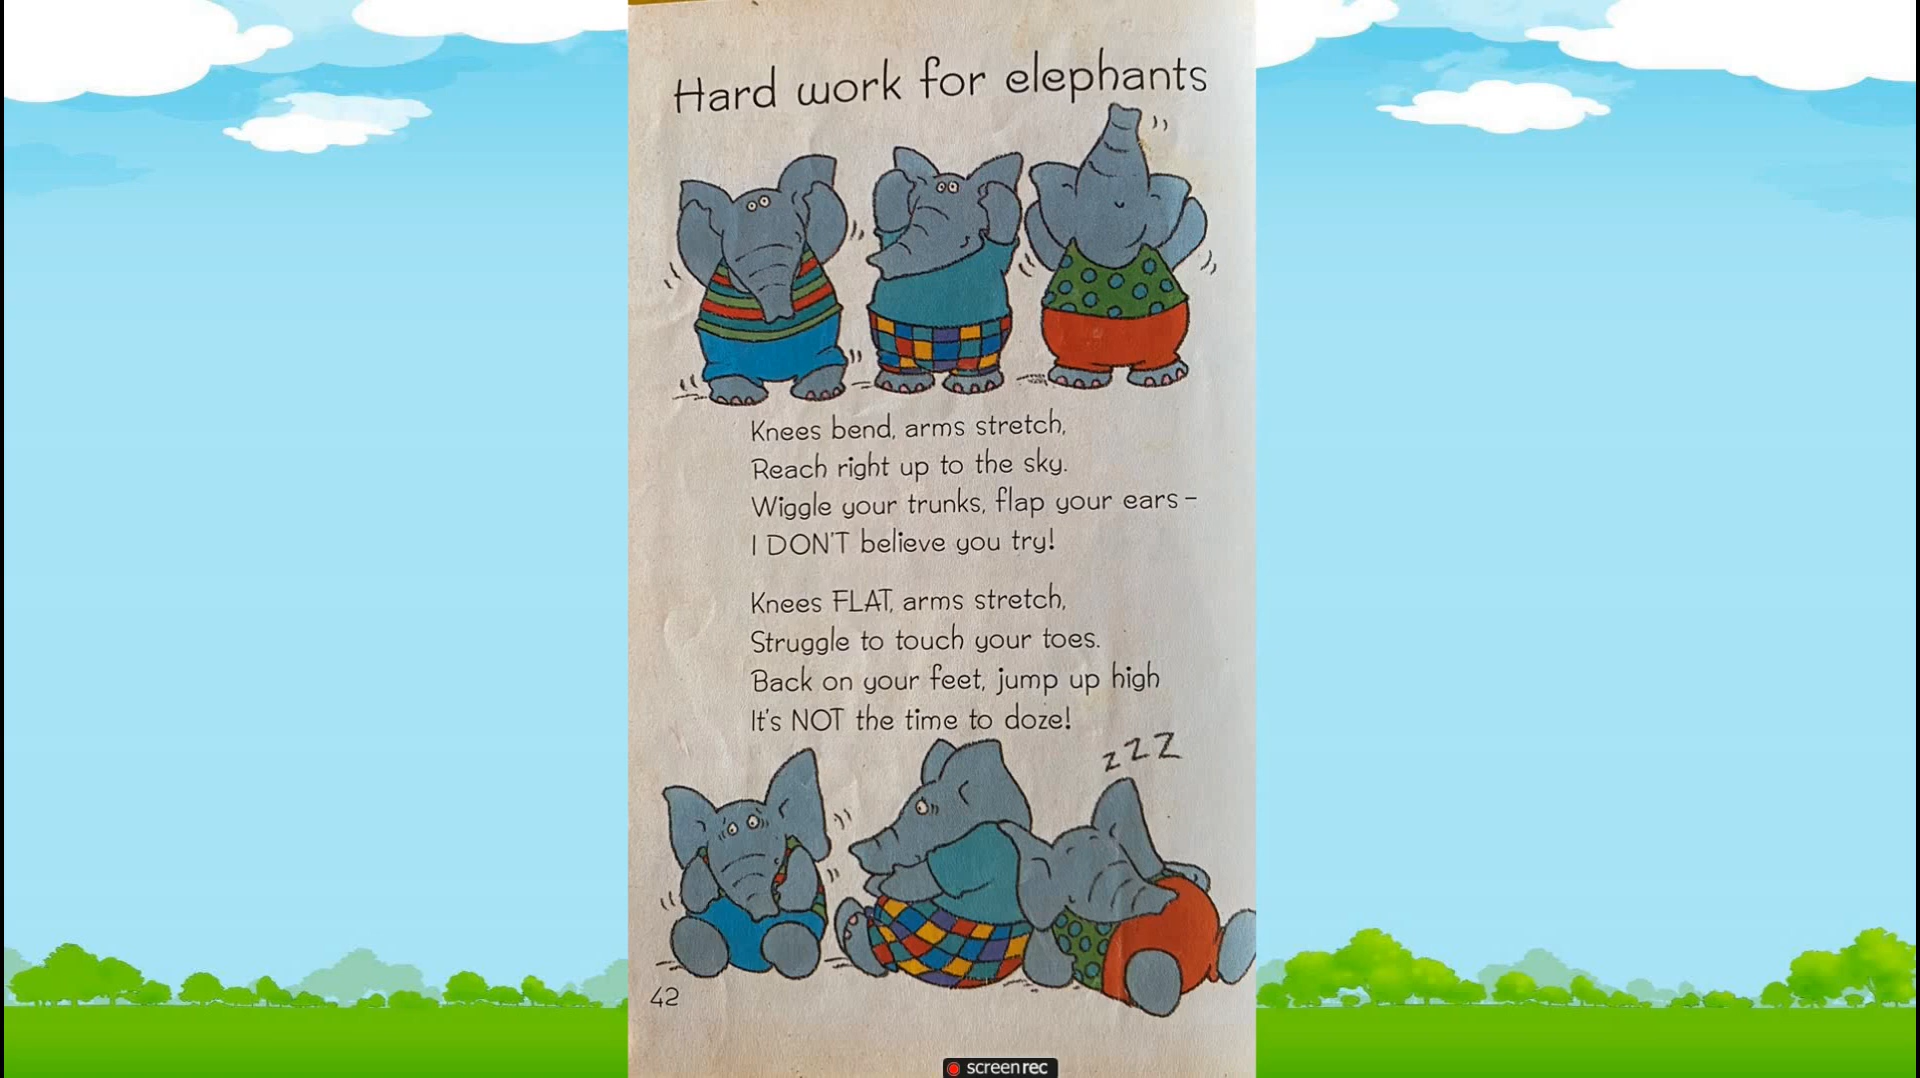 Hard work for elephants
Knees bend, arms stretch,
Reach right up to the sky.
Wiggle your trunks, flap your ears –
I DON'T believe you try!
Knees FLAT, arms stretch,
Struggle to touch your toes.
Back on your feet, jump up high
It's NOT the time to doze!
zZZ
42
screenrec